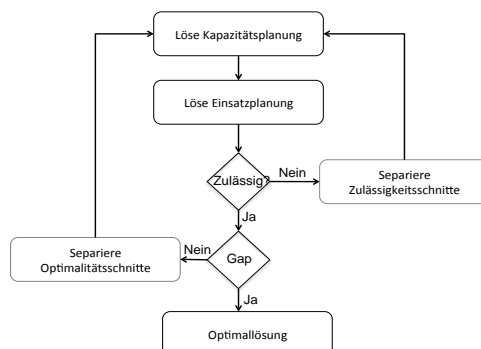 Löse Kapazitätsplanung
Löse Einsatzplanung
Zulässig?
Nein
Separiere
Zulässigkeitsschnitte
Ja
Separiere
Optimalitätsschnitte
Nein
Gap
Ja
Optimallösung